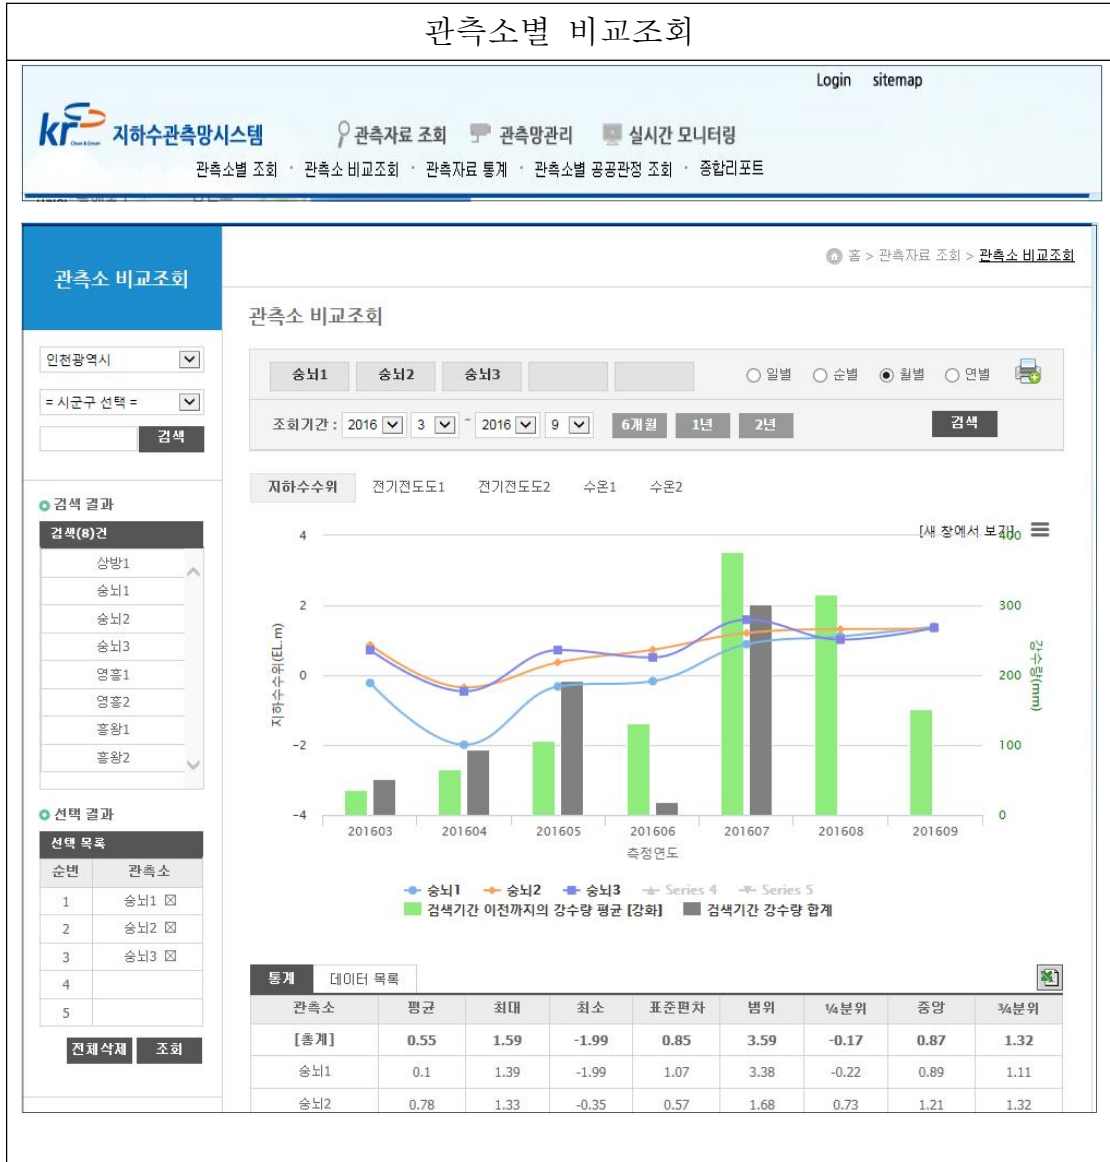 관측소별 비교조회
Login sitemap
kr 지하수관측망시스템 관측자료 조회 관측망관리 실시간 모니터링
관측소별 조회 · 관측소 비교조회 · 관측자료 통계 · 관측소별 공공관정 조회 · 종합리포트
관측소 비교조회
홈 > 관측자료 조회 > 관측소 비교조회
관측소 비교조회
인천광역시
= 시군구 선택 =
검색
숭뇌1 숭뇌2 숭뇌3
일별 순별 월별 연별
조회기간 : 2016 3 ~ 2016 9 6개월 1년 2년 검색
검색 결과
검색(8)건
상방1
숭뇌1
숭뇌2
숭뇌3
영흥1
영흥2
흥왕1
흥왕2
선택 결과
선택 목록
순번 관측소
1 숭뇌1
2 숭뇌2
3 숭뇌3
4
5
전체삭제 조회
지하수수위 전기전도도1 전기전도도2 수온1 수온2
[새 창에서 보기]
4
2
0
-2
-4
지하수수위(EL.m)
400
300
200
100
0
강수량(mm)
201603 201604 201605 201606 201607 201608 201609
측정연도
숭뇌1 숭뇌2 숭뇌3 Series 4 Series 5
검색기간 이전까지의 강수량 평균 [강화] 검색기간 강수량 합계
통계 데이터 목록
관측소 평균 최대 최소 표준편차 범위 ¼분위 중앙 ¾분위
[총계] 0.55 1.59 -1.99 0.85 3.59 -0.17 0.87 1.32
숭뇌1 0.1 1.39 -1.99 1.07 3.38 -0.22 0.89 1.11
숭뇌2 0.78 1.33 -0.35 0.57 1.68 0.73 1.21 1.32